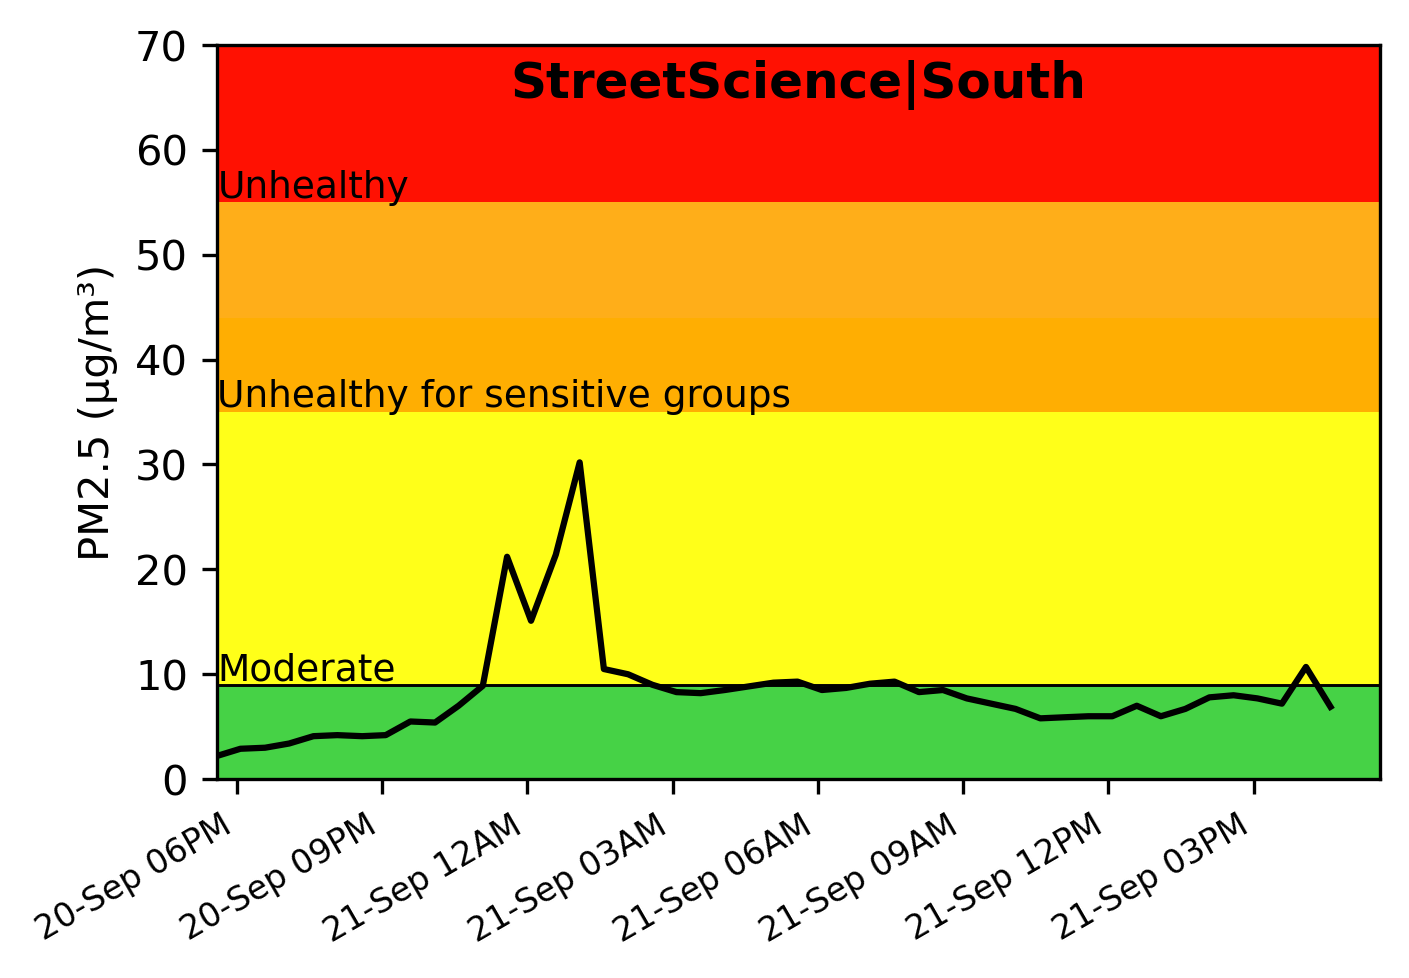 StreetScience|South
PM2.5 (µg/m³)
70
60
50
40
30
20
10
0
Unhealthy
Unhealthy for sensitive groups
Moderate
20-Sep 06PM
20-Sep 09PM
21-Sep 12AM
21-Sep 03AM
21-Sep 06AM
21-Sep 09AM
21-Sep 12PM
21-Sep 03PM